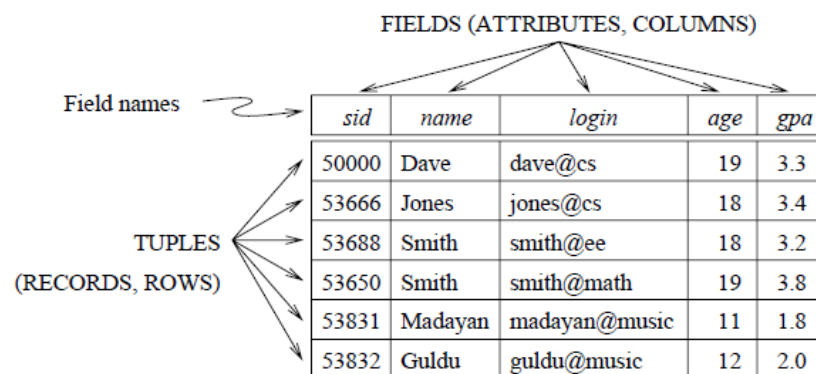 FIELDS (ATTRIBUTES, COLUMNS)
Field names
sid name login age gpa
50000 Dave dave@cs 19 3.3
53666 Jones jones@cs 18 3.4
TUPLES
(RECORDS, ROWS)
53688 Smith smith@ee 18 3.2
53650 Smith smith@math 19 3.8
53831 Madayan madayan@music 11 1.8
53832 Guldu guldu@music 12 2.0